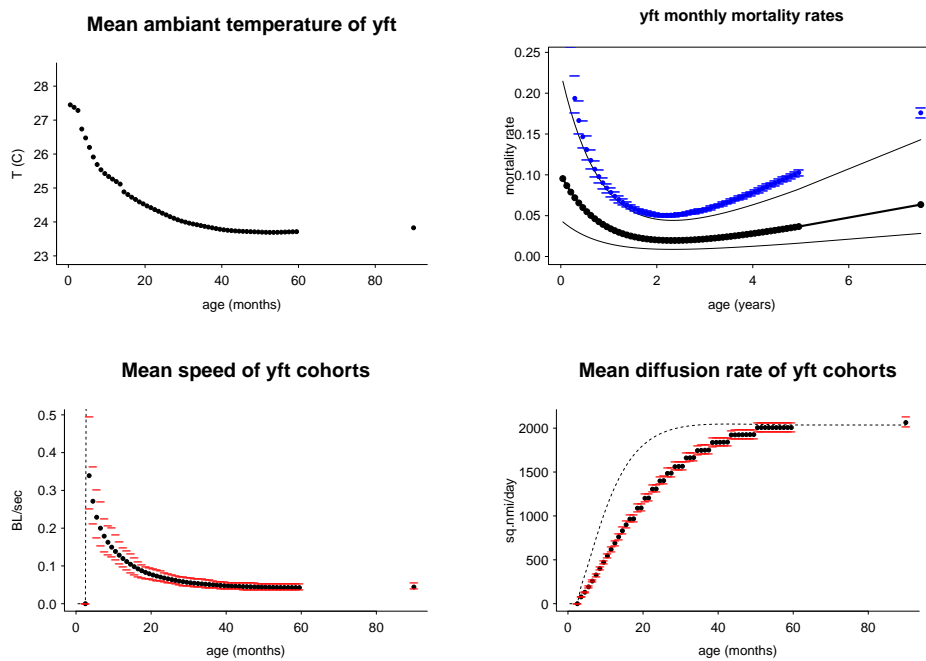 Mean ambiant temperature of yft
28
27
26
25
24
23
T (C)
0 20 40 60 80
age (months)
yft monthly mortality rates
0.25
0.20
0.15
0.10
0.05
0.00
mortality rate
0 2 4 6
age (years)
Mean speed of yft cohorts
0.5
0.4
0.3
0.2
0.1
0.0
BL/sec
0 20 40 60 80
age (months)
Mean diffusion rate of yft cohorts
2000
1500
1000
500
0
sq.nmi/day
0 20 40 60 80
age (months)